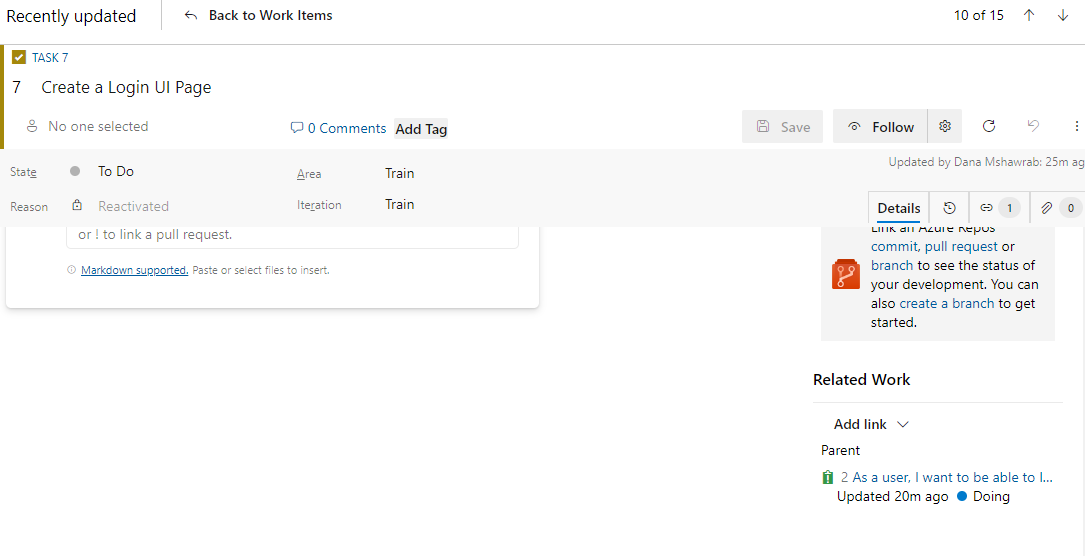 Recently updated
Back to Work Items
10 of 15
TASK 7
7 Create a Login UI Page
No one selected
0 Comments
Add Tag
Save
Follow
State
To Do
Area
Train
Updated by Dana Mshawrab: 25m ag
Reason
Reactivated
Iteration
Train
Details
1
0
or ! to link a pull request.
Markdown supported. Paste or select files to insert.
Link an Azure Repos
commit, pull request or
branch to see the status of
your development. You can
also create a branch to get
started.
Related Work
Add link
Parent
2 As a user, I want to be able to l...
Updated 20m ago
Doing